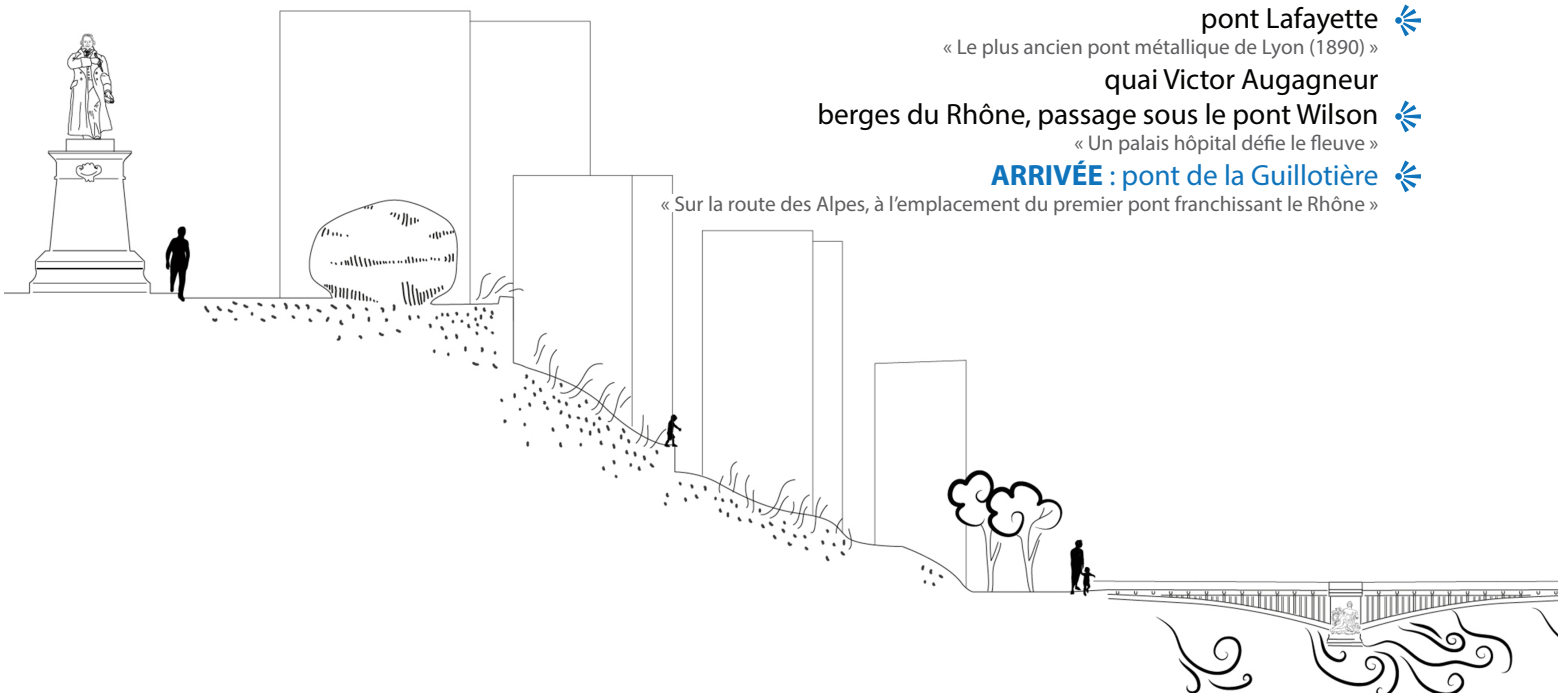 pont Lafayette
« Le plus ancien pont métallique de Lyon (1890) »
quai Victor Augagneur
berges du Rhône, passage sous le pont Wilson
« Un palais hôpital défie le fleuve »
ARRIVÉE : pont de la Guillotière
« Sur la route des Alpes, à l’emplacement du premier pont franchissant le Rhône »